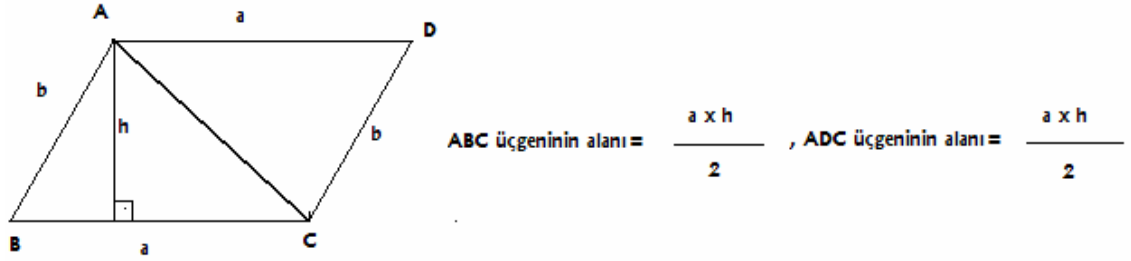 A
a
D
b
h
b
B
a
C
ABC üçgeninin alanı = a x h / 2 , ADC üçgeninin alanı = a x h / 2